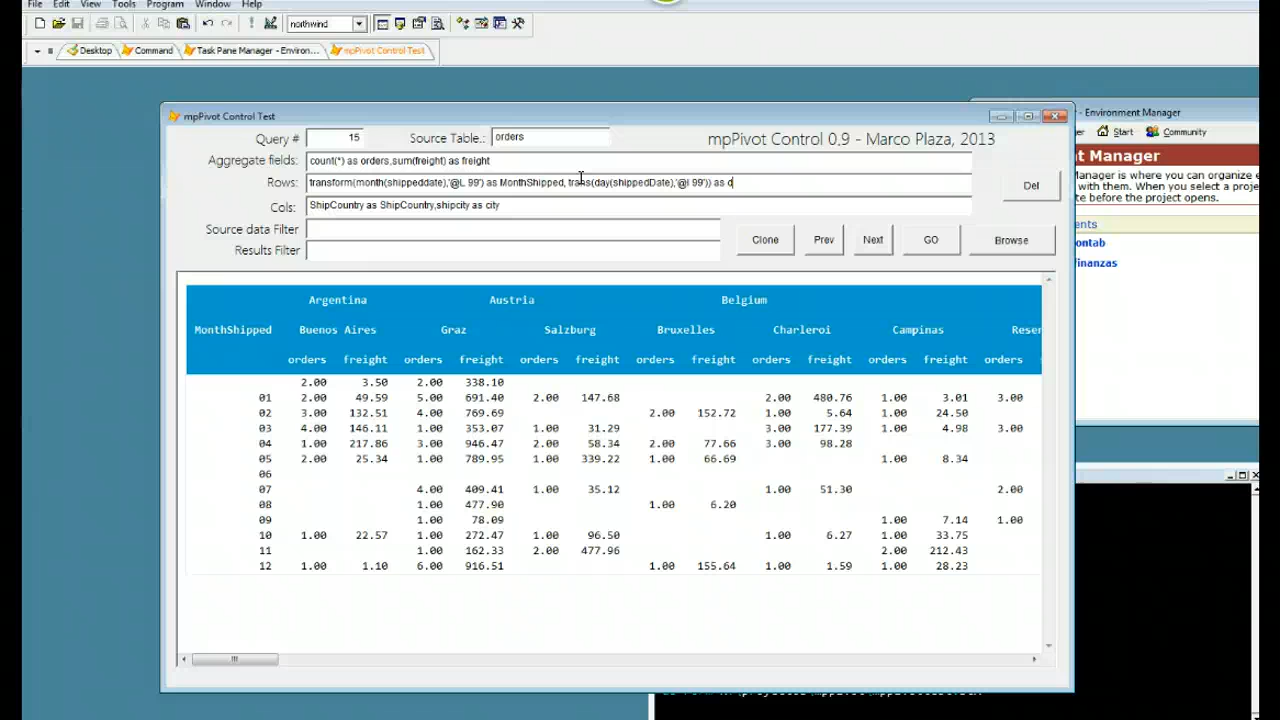 File Edit View Tools Program Window Help
northwind
Desktop Command Task Pane Manager - Environ... mpPivot Control Test
mpPivot Control Test
Query # 15 Source Table.: orders mpPivot Control 0.9 - Marco Plaza, 2013
Aggregate fields: count(*) as orders,sum(freight) as freight
Rows: transform(month(shippeddate),'@L 99') as MonthShipped, trans(day(shippedDate),'@l 99')) as d
Del
Cols: ShipCountry as ShipCountry,shipcity as city
Source data Filter
Clone Prev Next GO Browse
Results Filter
Argentina Austria Belgium
MonthShipped Buenos Aires Graz Salzburg Bruxelles Charleroi Campinas Reser
orders freight orders freight orders freight orders freight orders freight orders freight orders
2.00 3.50 2.00 338.10
01 2.00 49.59 5.00 691.40 2.00 147.68 2.00 480.76 1.00 3.01 3.00
02 3.00 132.51 4.00 769.69 2.00 152.72 1.00 5.64 1.00 24.50
03 4.00 146.11 1.00 353.07 1.00 31.29 3.00 177.39 1.00 4.98 3.00
04 1.00 217.86 3.00 946.47 2.00 58.34 2.00 77.66 3.00 98.28
05 2.00 25.34 1.00 789.95 1.00 339.22 1.00 66.69 1.00 8.34
06
07 4.00 409.41 1.00 35.12 1.00 51.30 2.00
08 1.00 477.90 1.00 6.20
09 1.00 78.09 1.00 7.14 1.00
10 1.00 22.57 1.00 272.47 1.00 96.50 1.00 6.27 1.00 33.75
11 1.00 162.33 2.00 477.96 2.00 212.43
12 1.00 1.10 6.00 916.51 1.00 155.64 1.00 1.59 1.00 28.23
- Environment Manager
er Start Community
t Manager
Manager is where you can organize e
with them. When you select a proje
te before the project opens.
ents
ontab
inanzas